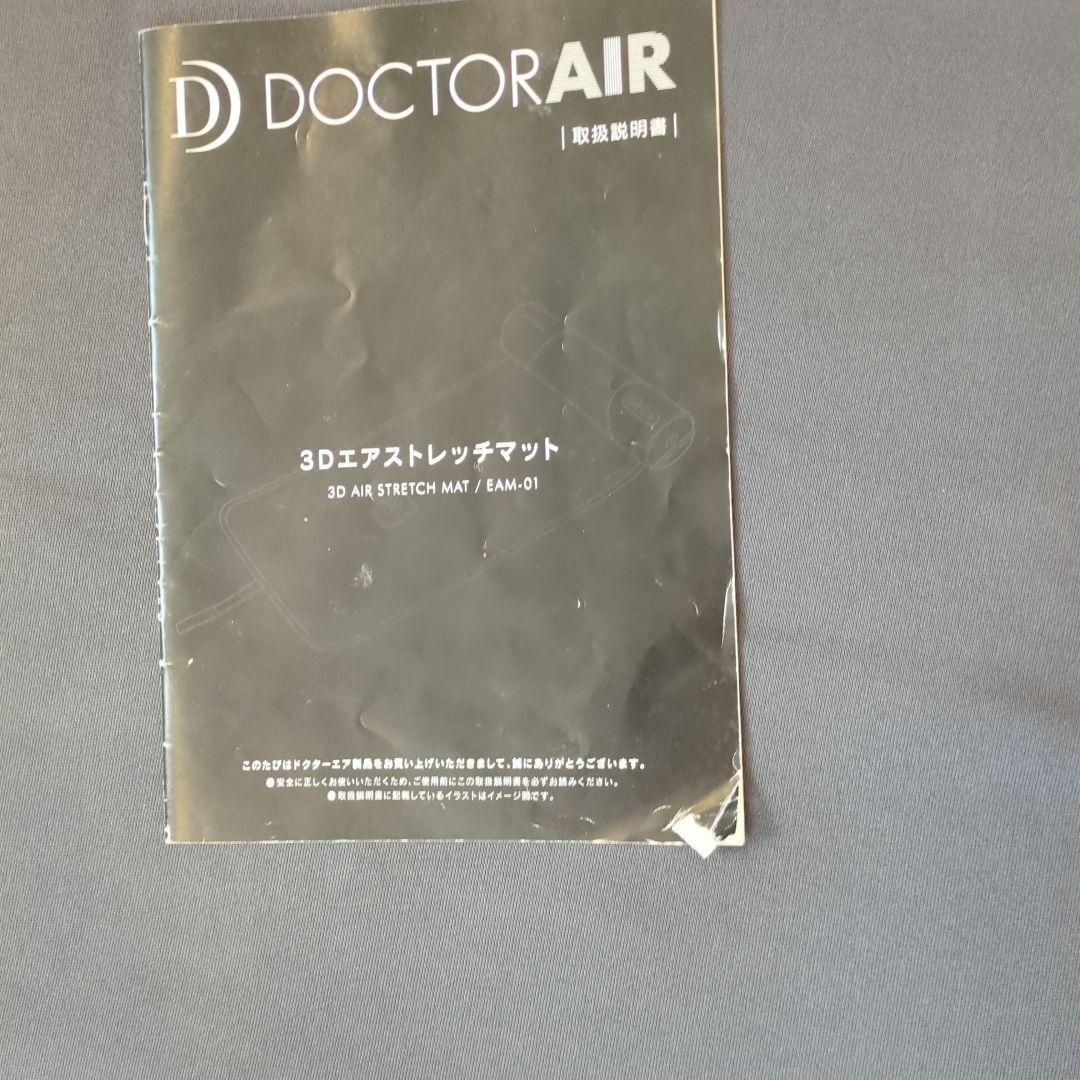 DOCTORAIR
|取扱説明書|
3Dエアストレッチマット
3D AIR STRETCH MAT / EAM-01
このたびはドクターエア製品をお買い上げいただきまして、誠にありがとうございます。
●安全に正しくお使いいただくため、ご使用前にこの取扱説明書を必ずお読みください。
●取扱説明書に記載しているイラストはイメージ図です。